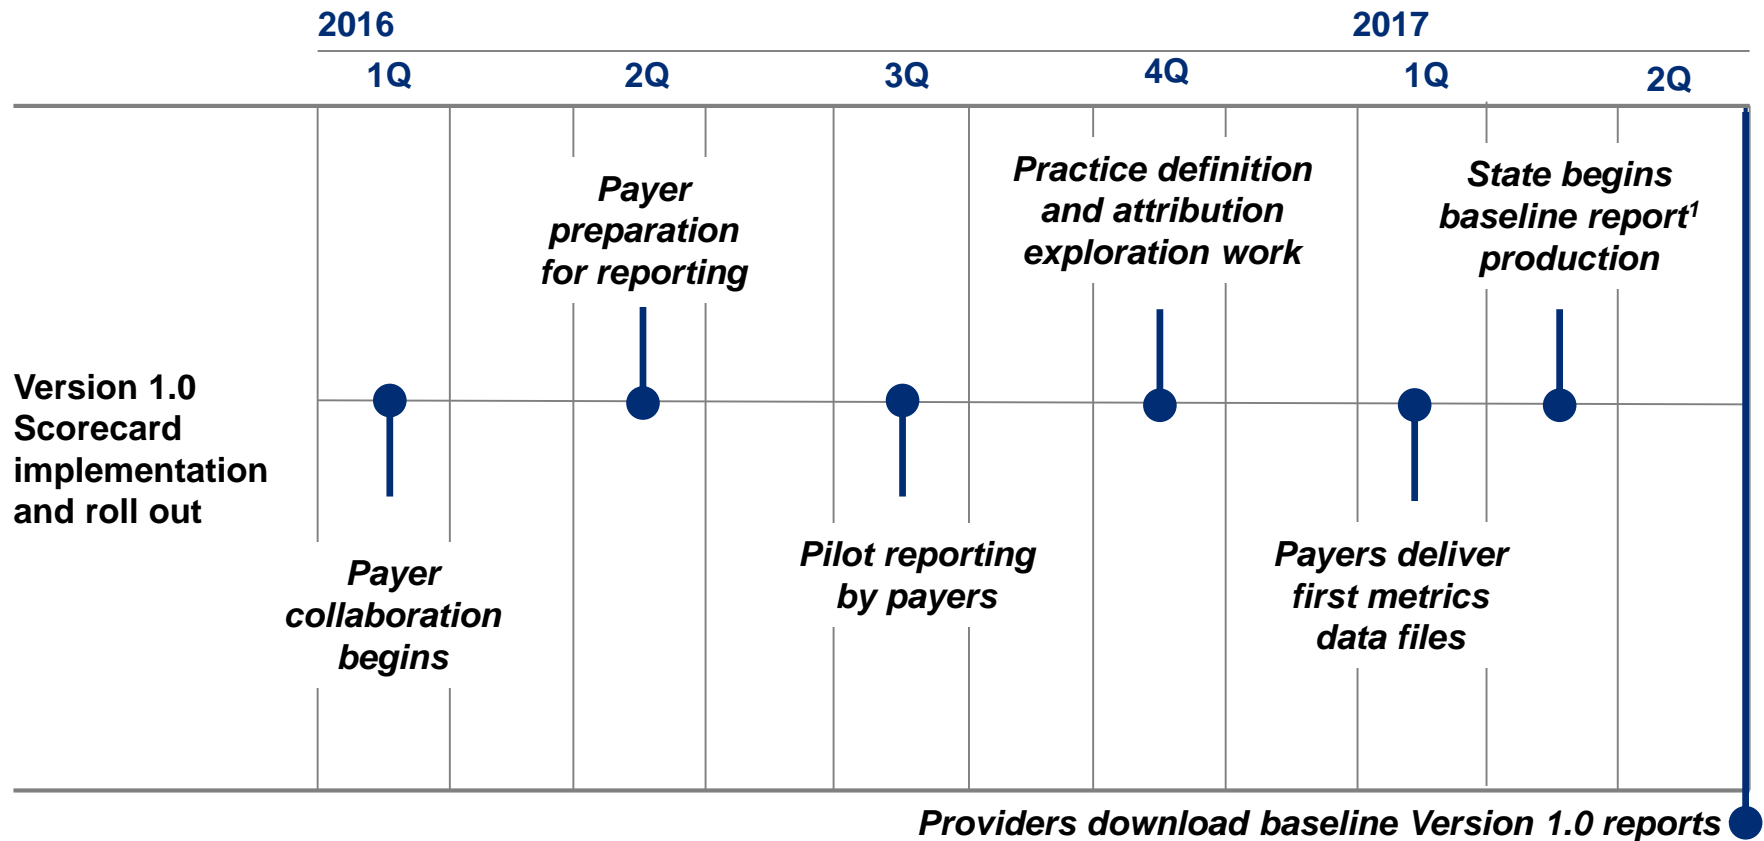 2016
2017
1Q
2Q
3Q
4Q
1Q
2Q
Payer
preparation
for reporting
Practice definition
and attribution
exploration work
State begins
baseline report¹
production
Version 1.0
Scorecard
implementation
and roll out
Payer
collaboration
begins
Pilot reporting
by payers
Payers deliver
first metrics
data files
Providers download baseline Version 1.0 reports